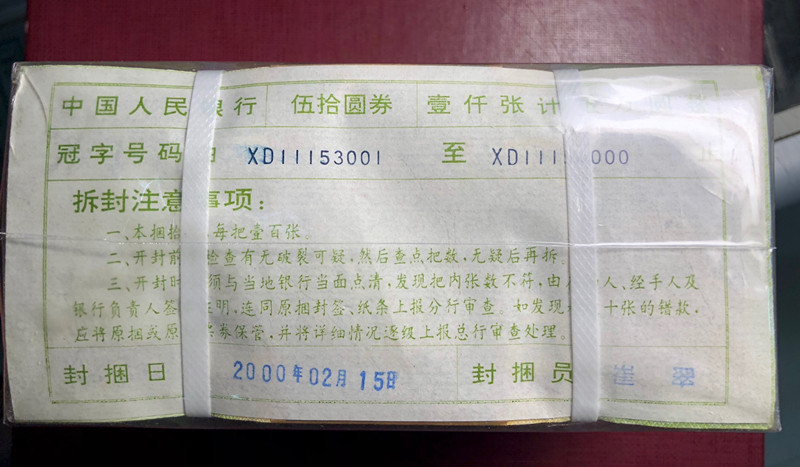 中国人民银行 伍拾圆券 壹仟张计
冠字号码 XD11153001 至 XD111 000
拆封注意事项：
一、本捆拾 每把壹百张。
二、开封前 检查有无破裂可疑，然后查点把数，无疑后再拆。
三、开封时 须与当地银行当面点清，发现把内张数不符，由 人、经手人及
银行负责人签 证明，连同原捆封签、纸条上报分行审查。如发现 十张的错款，
应将原捆或原 票券保管，并将详细情况逐级上报总行审查处理。
封捆日 2000年02月15日 封捆员 崔翠